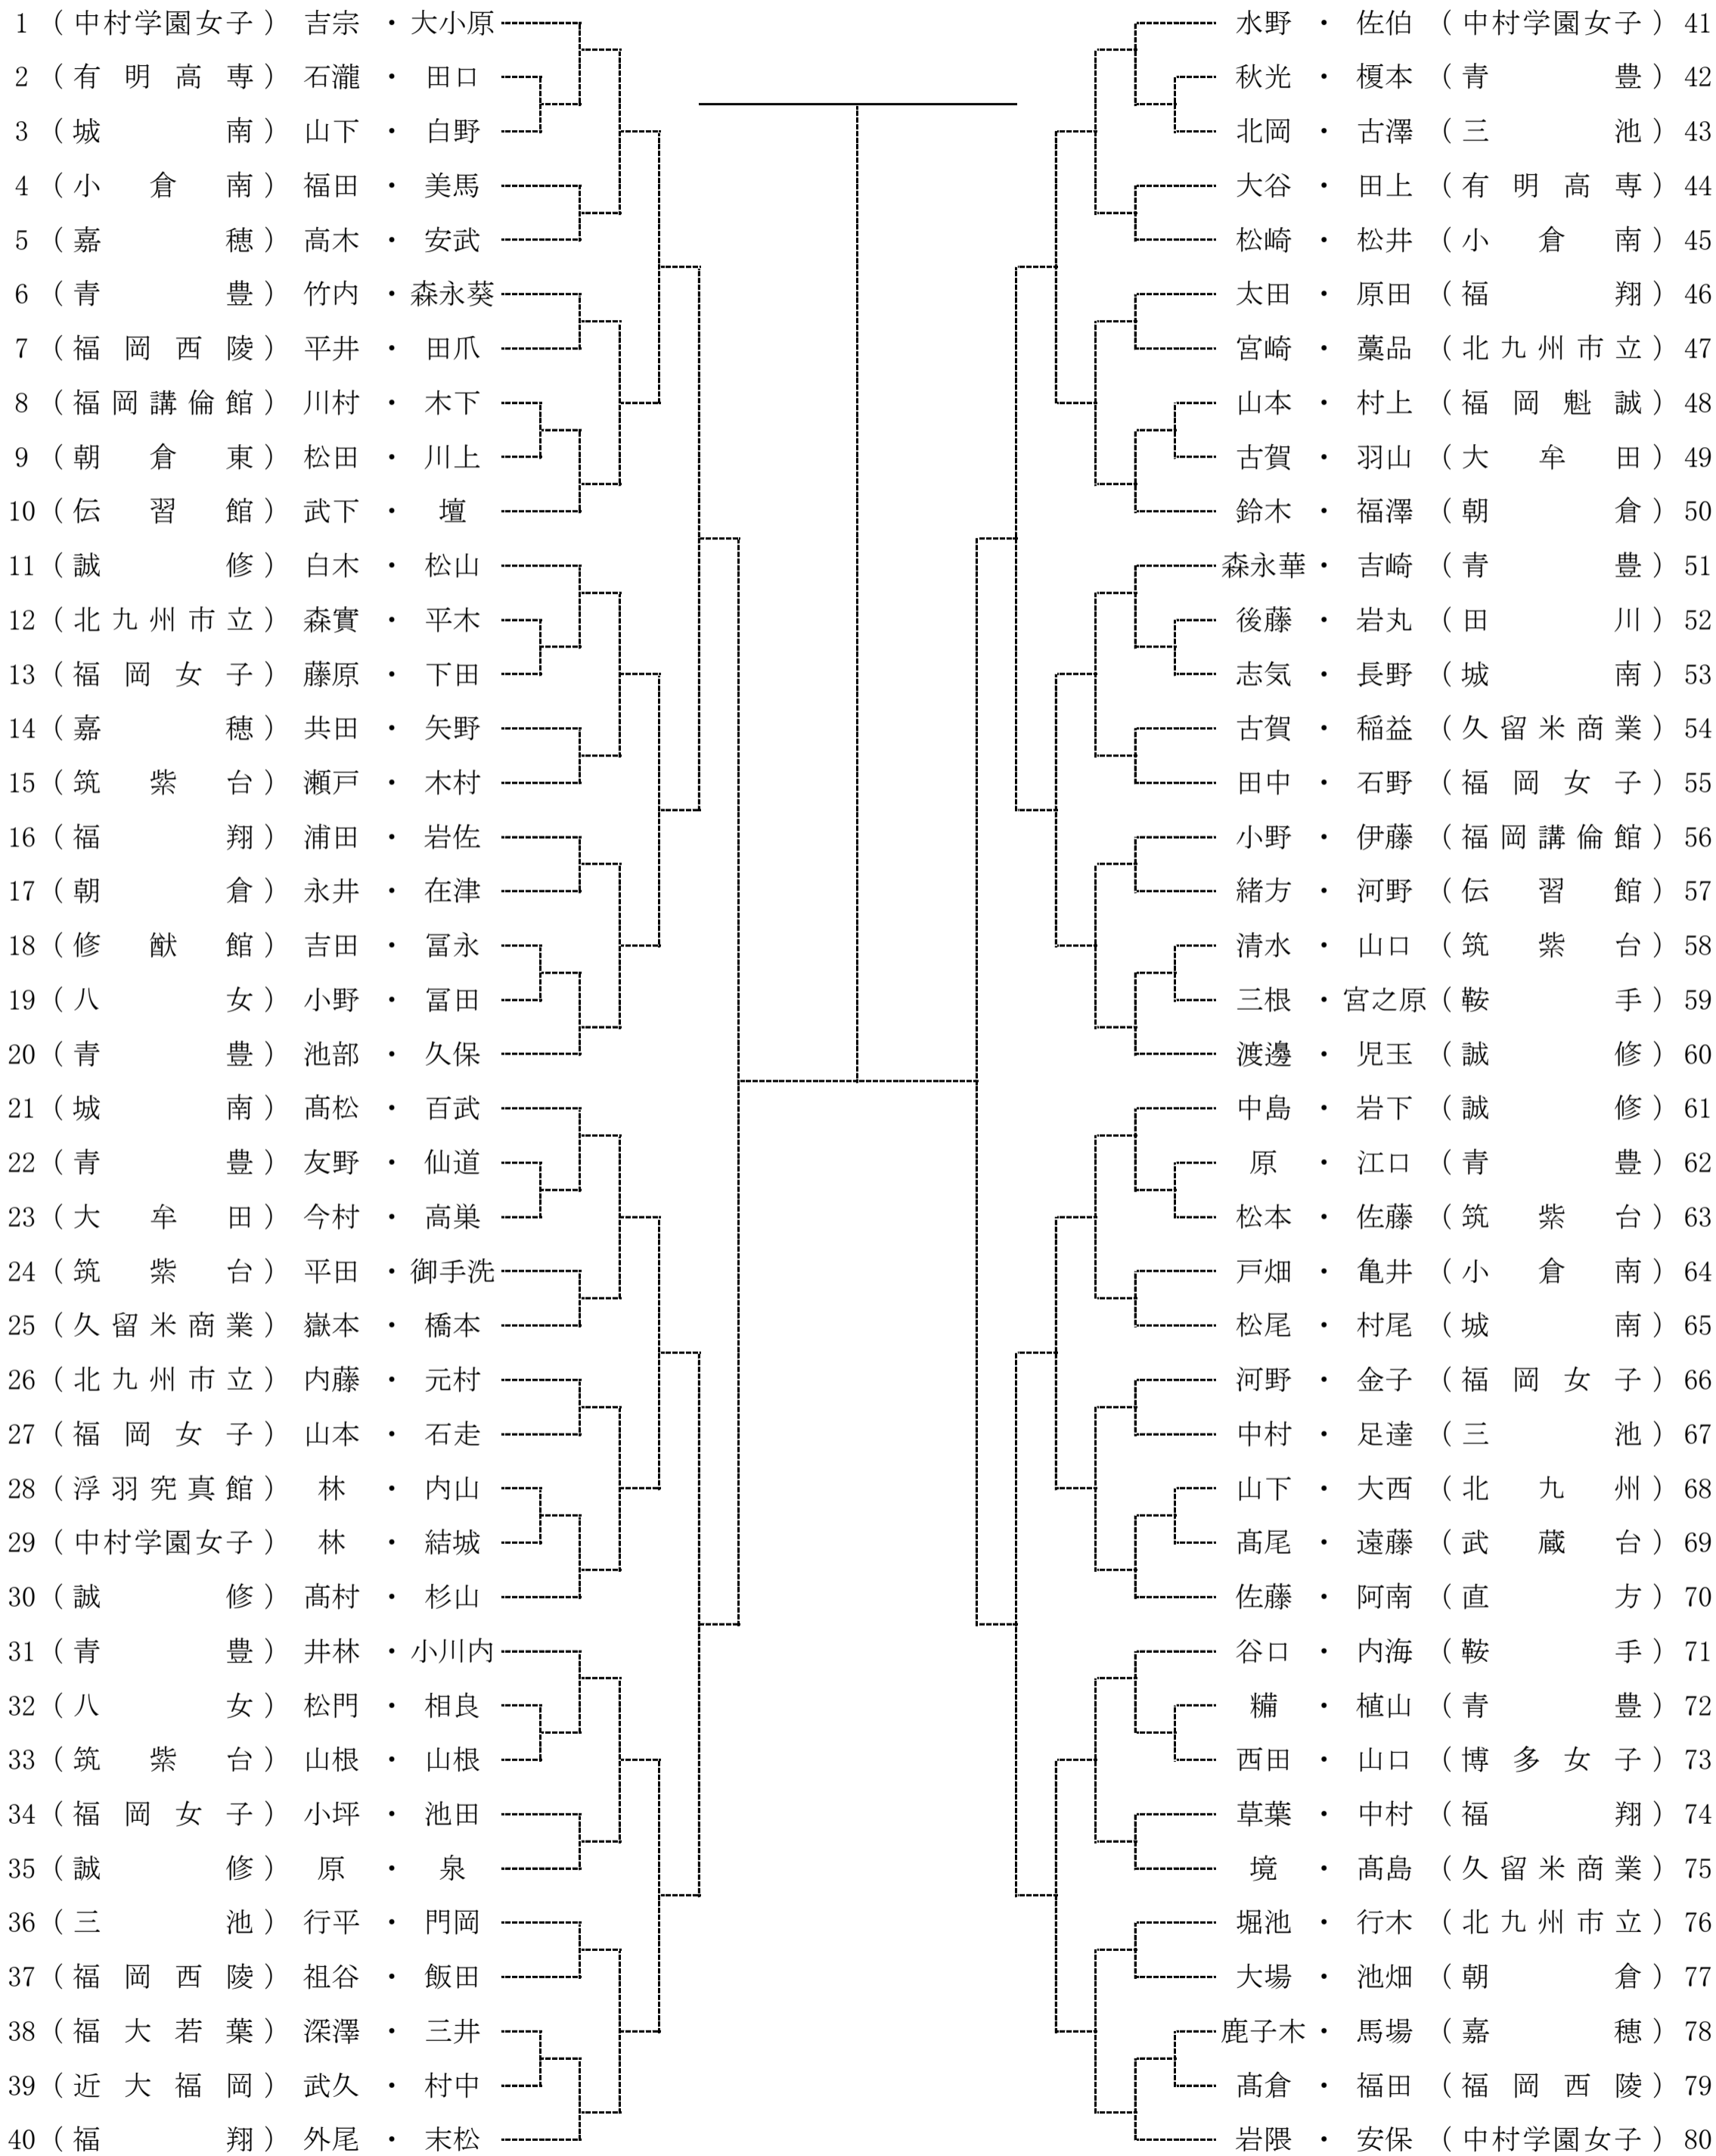 1 (中村学園女子) 吉宗 ・ 大小原
2 (有明高専) 石瀧 ・ 田口
3 (城南) 山下 ・ 白野
4 (小倉南) 福田 ・ 美馬
5 (嘉穂) 高木 ・ 安武
6 (青豊) 竹内 ・ 森永葵
7 (福岡西陵) 平井 ・ 田爪
8 (福岡講倫館) 川村 ・ 木下
9 (朝倉東) 松田 ・ 川上
10 (伝習館) 武下 ・ 壇
11 (誠修) 白木 ・ 松山
12 (北九州市立) 森實 ・ 平木
13 (福岡女子) 藤原 ・ 下田
14 (嘉穂) 共田 ・ 矢野
15 (筑紫台) 瀬戸 ・ 木村
16 (福翔) 浦田 ・ 岩佐
17 (朝倉) 永井 ・ 在津
18 (修猷館) 吉田 ・ 冨永
19 (八女) 小野 ・ 冨田
20 (青豊) 池部 ・ 久保
21 (城南) 髙松 ・ 百武
22 (青豊) 友野 ・ 仙道
23 (大牟田) 今村 ・ 高巣
24 (筑紫台) 平田 ・ 御手洗
25 (久留米商業) 嶽本 ・ 橋本
26 (北九州市立) 内藤 ・ 元村
27 (福岡女子) 山本 ・ 石走
28 (浮羽究真館) 林 ・ 内山
29 (中村学園女子) 林 ・ 結城
30 (誠修) 髙村 ・ 杉山
31 (青豊) 井林 ・ 小川内
32 (八女) 松門 ・ 相良
33 (筑紫台) 山根 ・ 山根
34 (福岡女子) 小坪 ・ 池田
35 (誠修) 原 ・ 泉
36 (三池) 行平 ・ 門岡
37 (福岡西陵) 祖谷 ・ 飯田
38 (福大若葉) 深澤 ・ 三井
39 (近大福岡) 武久 ・ 村中
40 (福翔) 外尾 ・ 末松
水野 ・ 佐伯 (中村学園女子) 41
秋光 ・ 榎本 (青豊) 42
北岡 ・ 古澤 (三池) 43
大谷 ・ 田上 (有明高専) 44
松崎 ・ 松井 (小倉南) 45
太田 ・ 原田 (福翔) 46
宮崎 ・ 藁品 (北九州市立) 47
山本 ・ 村上 (福岡魁誠) 48
古賀 ・ 羽山 (大牟田) 49
鈴木 ・ 福澤 (朝倉) 50
森永華 ・ 吉崎 (青豊) 51
後藤 ・ 岩丸 (田川) 52
志気 ・ 長野 (城南) 53
古賀 ・ 稲益 (久留米商業) 54
田中 ・ 石野 (福岡女子) 55
小野 ・ 伊藤 (福岡講倫館) 56
緒方 ・ 河野 (伝習館) 57
清水 ・ 山口 (筑紫台) 58
三根 ・ 宮之原 (鞍手) 59
渡邊 ・ 児玉 (誠修) 60
中島 ・ 岩下 (誠修) 61
原 ・ 江口 (青豊) 62
松本 ・ 佐藤 (筑紫台) 63
戸畑 ・ 亀井 (小倉南) 64
松尾 ・ 村尾 (城南) 65
河野 ・ 金子 (福岡女子) 66
中村 ・ 足達 (三池) 67
山下 ・ 大西 (北九州) 68
髙尾 ・ 遠藤 (武蔵台) 69
佐藤 ・ 阿南 (直方) 70
谷口 ・ 内海 (鞍手) 71
・ 植山 (青豊) 72
西田 ・ 山口 (博多女子) 73
草葉 ・ 中村 (福翔) 74
境 ・ 髙島 (久留米商業) 75
堀池 ・ 行木 (北九州市立) 76
大場 ・ 池畑 (朝倉) 77
鹿子木 ・ 馬場 (嘉穂) 78
髙倉 ・ 福田 (福岡西陵) 79
岩隈 ・ 安保 (中村学園女子) 80